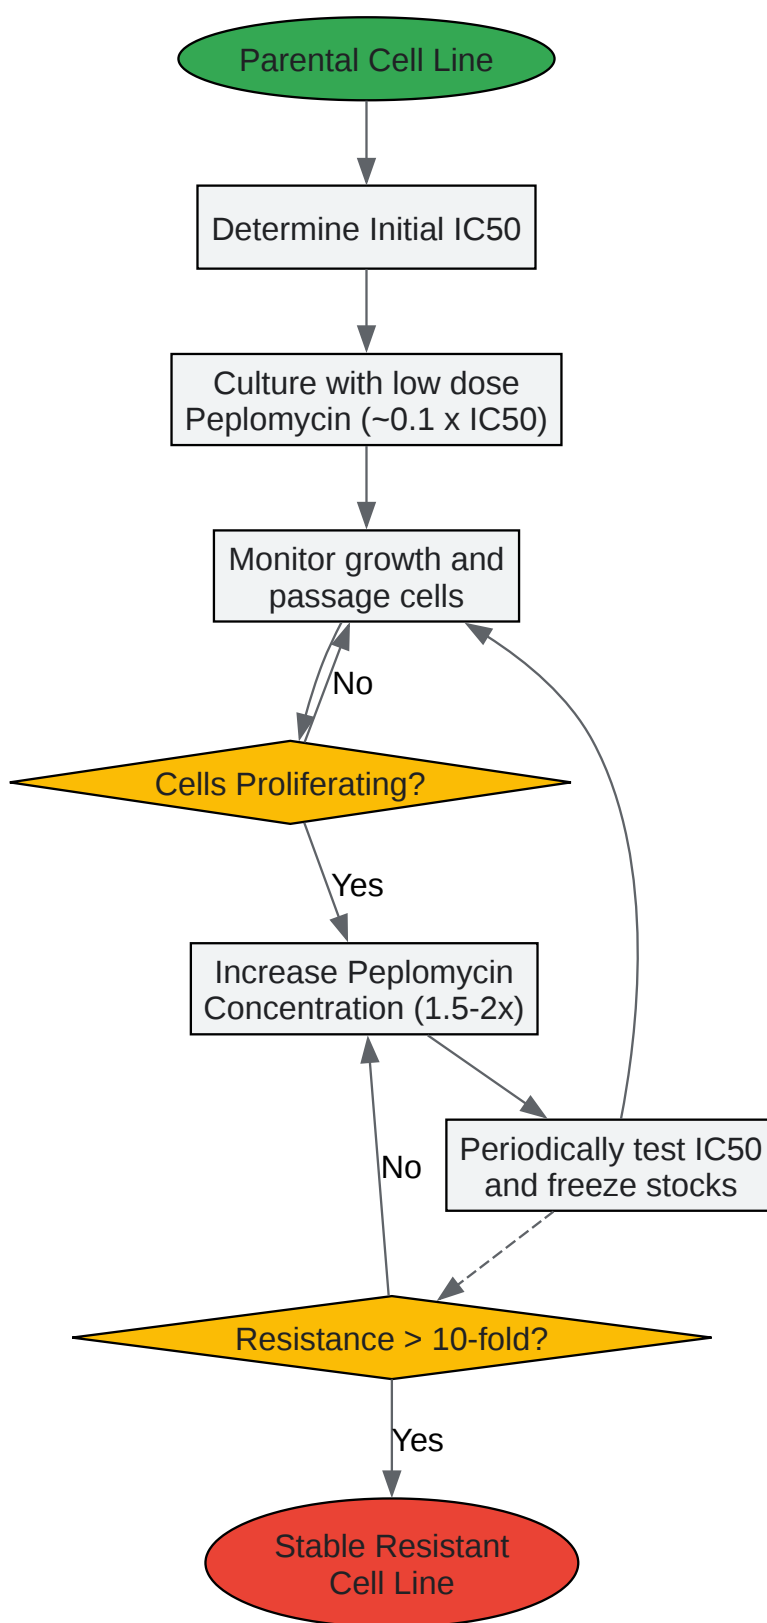 Parental Cell Line
Determine Initial IC50
Culture with low dose
Peplomycin (~0.1 x IC50)
Monitor growth and
passage cells
No
Cells Proliferating?
Yes
Increase Peplomycin
Concentration (1.5-2x)
Periodically test IC50
and freeze stocks
No
Resistance > 10-fold?
Yes
Stable Resistant
Cell Line